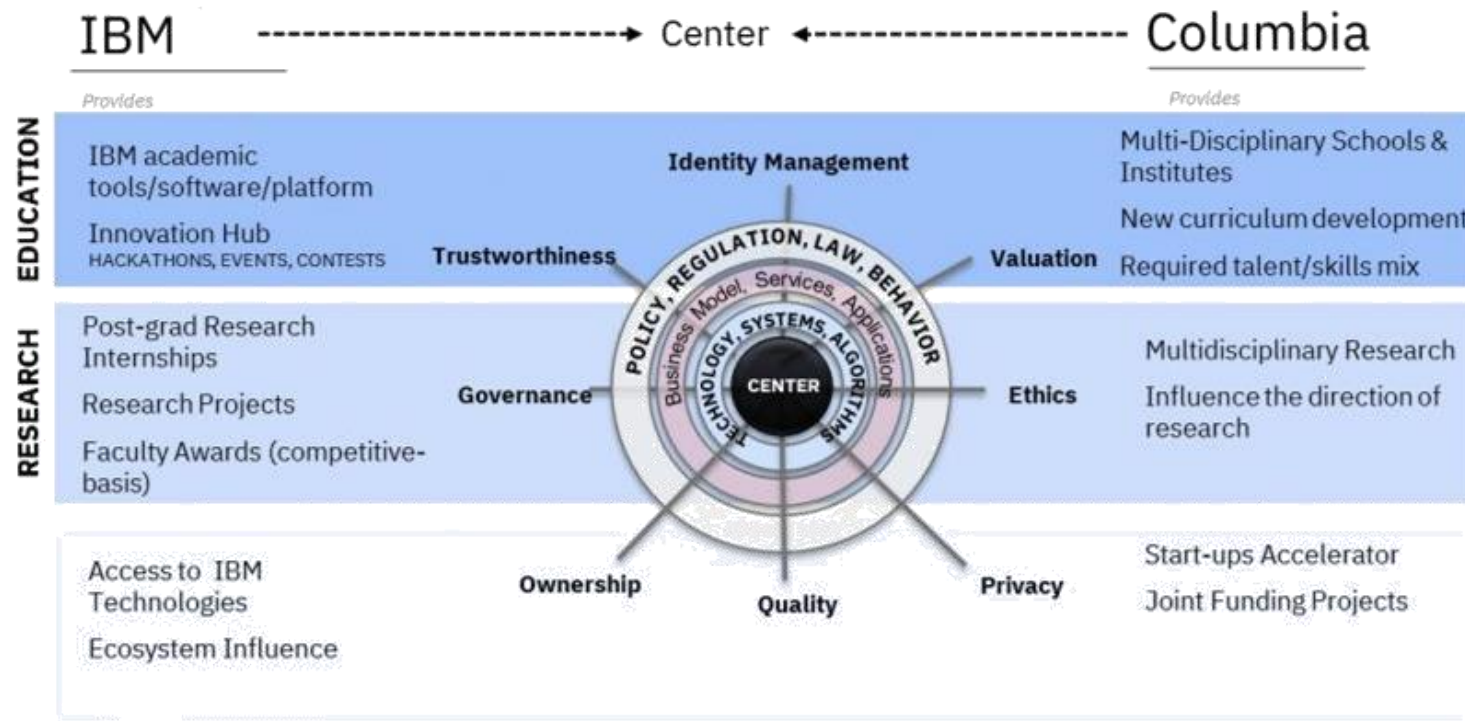 IBM
Center
Columbia
Provides
Provides
EDUCATION
IBM academic
tools/software/platform
Innovation Hub
HACKATHONS, EVENTS, CONTESTS
Identity Management
Trustworthiness
Valuation
Multi-Disciplinary Schools &
Institutes
New curriculum development
Required talent/skills mix
POLICY, REGULATION, LAW, BEHAVIOR
Business Model, Services, Applications
TECHNOLOGY, SYSTEMS, ALGORITHMS
CENTER
RESEARCH
Post-grad Research
Internships
Research Projects
Faculty Awards (competitive-
basis)
Governance
Ethics
Multidisciplinary Research
Influence the direction of
research
Access to IBM
Technologies
Ecosystem Influence
Ownership
Quality
Privacy
Start-ups Accelerator
Joint Funding Projects